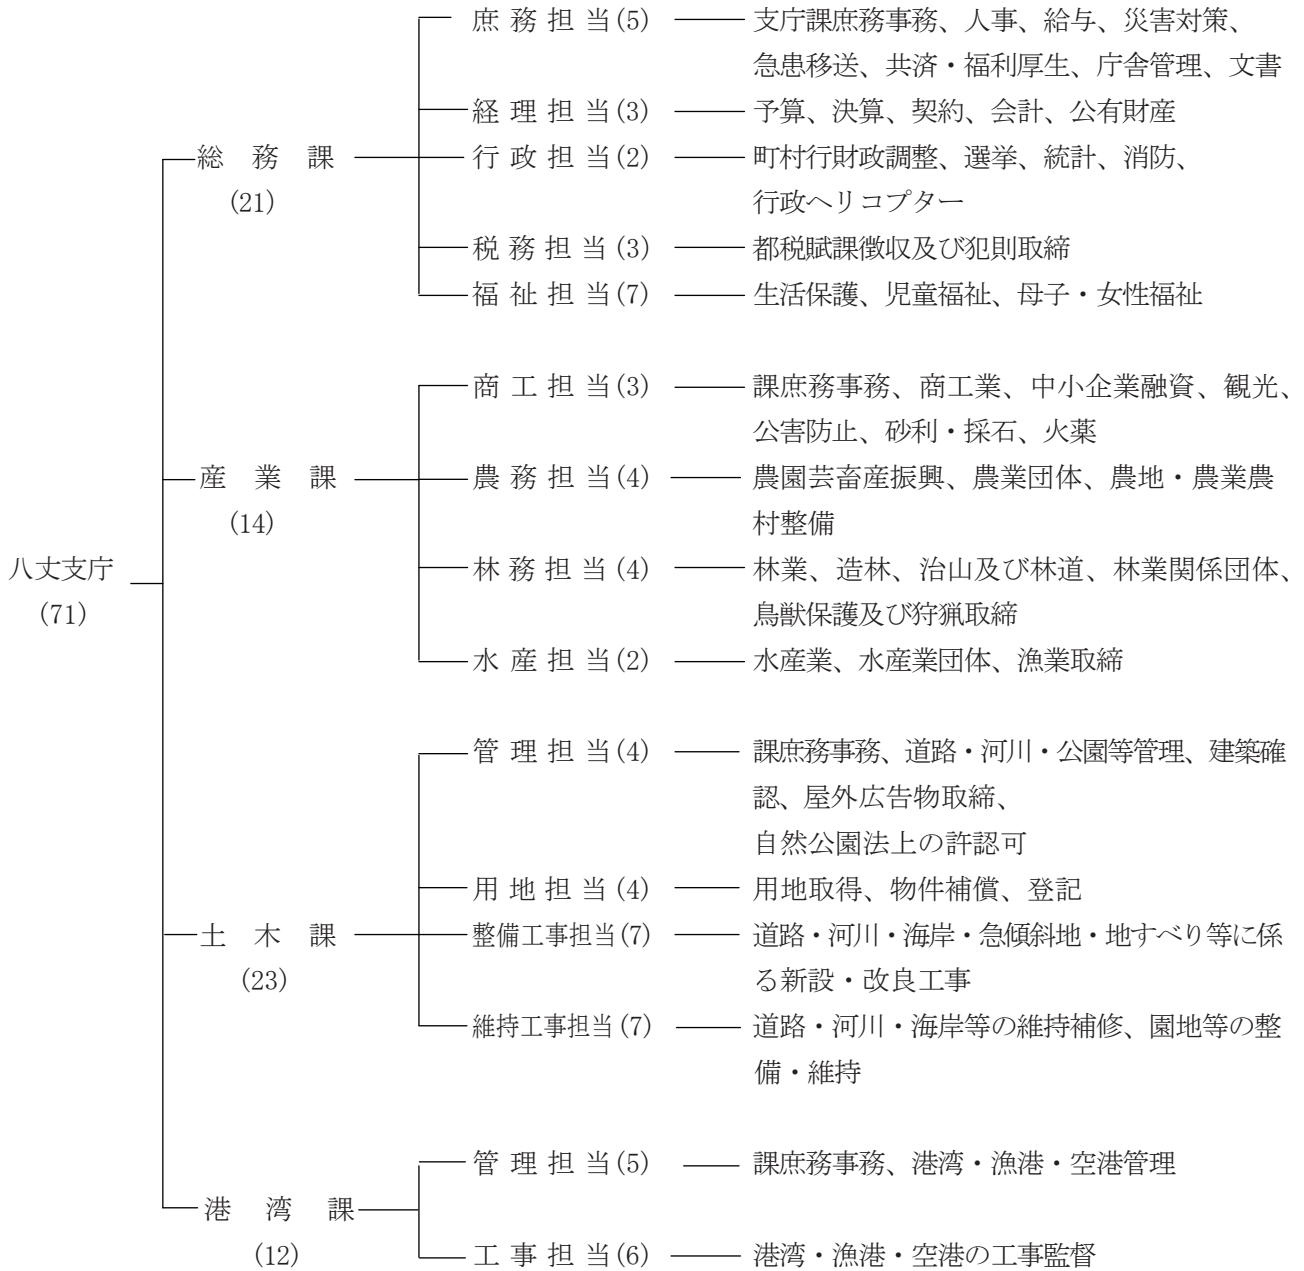 八丈支庁
(71)
総務課
(21)
庶務担当(5)
支庁課庶務事務、人事、給与、災害対策、
急患移送、共済・福利厚生、庁舎管理、文書
経理担当(3)
予算、決算、契約、会計、公有財産
行政担当(2)
町村行財政調整、選挙、統計、消防、
行政ヘリコプター
税務担当(3)
都税賦課徴収及び犯則取締
福祉担当(7)
生活保護、児童福祉、母子・女性福祉
産業課
(14)
商工担当(3)
課庶務事務、商工業、中小企業融資、観光、
公害防止、砂利・採石、火薬
農務担当(4)
農園芸畜産振興、農業団体、農地・農業農
村整備
林務担当(4)
林業、造林、治山及び林道、林業関係団体、
鳥獣保護及び狩猟取締
水産担当(2)
水産業、水産業団体、漁業取締
土木課
(23)
管理担当(4)
課庶務事務、道路・河川・公園等管理、建築確
認、屋外広告物取締、
自然公園法上の許認可
用地担当(4)
用地取得、物件補償、登記
整備工事担当(7)
道路・河川・海岸・急傾斜地・地すべり等に係
る新設・改良工事
維持工事担当(7)
道路・河川・海岸等の維持補修、園地等の整
備・維持
港湾課
(12)
管理担当(5)
課庶務事務、港湾・漁港・空港管理
工事担当(6)
港湾・漁港・空港の工事監督